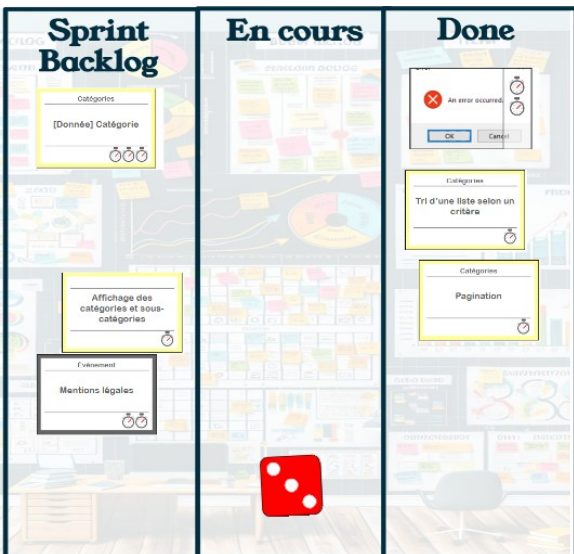 Sprint
Backlog
En cours
Done
Catégories
[Donnée] Catégorie
Affichage des
catégories et sous-
catégories
Évènement
Mentions légales
An error occurred.
OK
Cancel
Catégories
Tri d'une liste selon un
critère
Catégories
Pagination